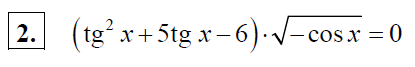 2. (tg² x + 5tg x − 6) · √(−cos x) = 0